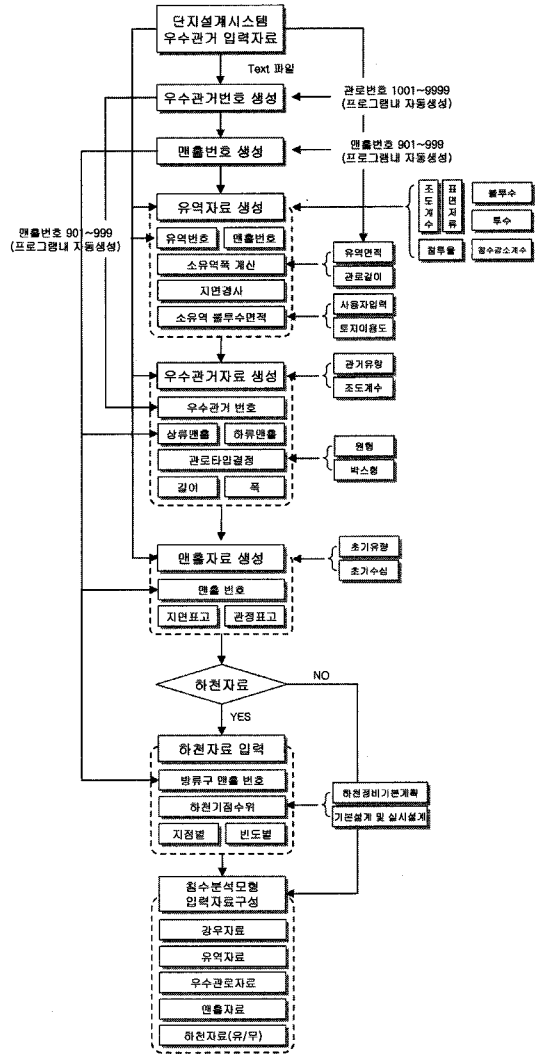 단지설계시스템
우수관거 입력자료
Text 파일
우수관거번호 생성
관로번호 1001~9999
(프로그램내 자동생성)
맨홀번호 생성
맨홀번호 901~999
(프로그램내 자동생성)
유역자료 생성
조도계수
표면저류
불투수
투수
침투율
침수감소계수
맨홀번호 901~999
(프로그램내 자동생성)
유역번호
맨홀번호
소유역폭 계산
유역면적
관로길이
지면경사
소유역 불투수면적
사용자입력
토지이용도
우수관거자료 생성
관거유량
조도계수
우수관거 번호
상류맨홀
하류맨홀
관로타입결정
원형
박스형
길이
폭
맨홀자료 생성
초기유량
초기수심
맨홀 번호
지면표고
관정표고
하천자료
NO
YES
하천자료 입력
방류구 맨홀 번호
하천기점수위
하천정비기본계획
기본설계 및 실시설계
지점별
빈도별
침수분석모형
입력자료구성
강우자료
유역자료
우수관로자료
맨홀자료
하천자료(유/무)